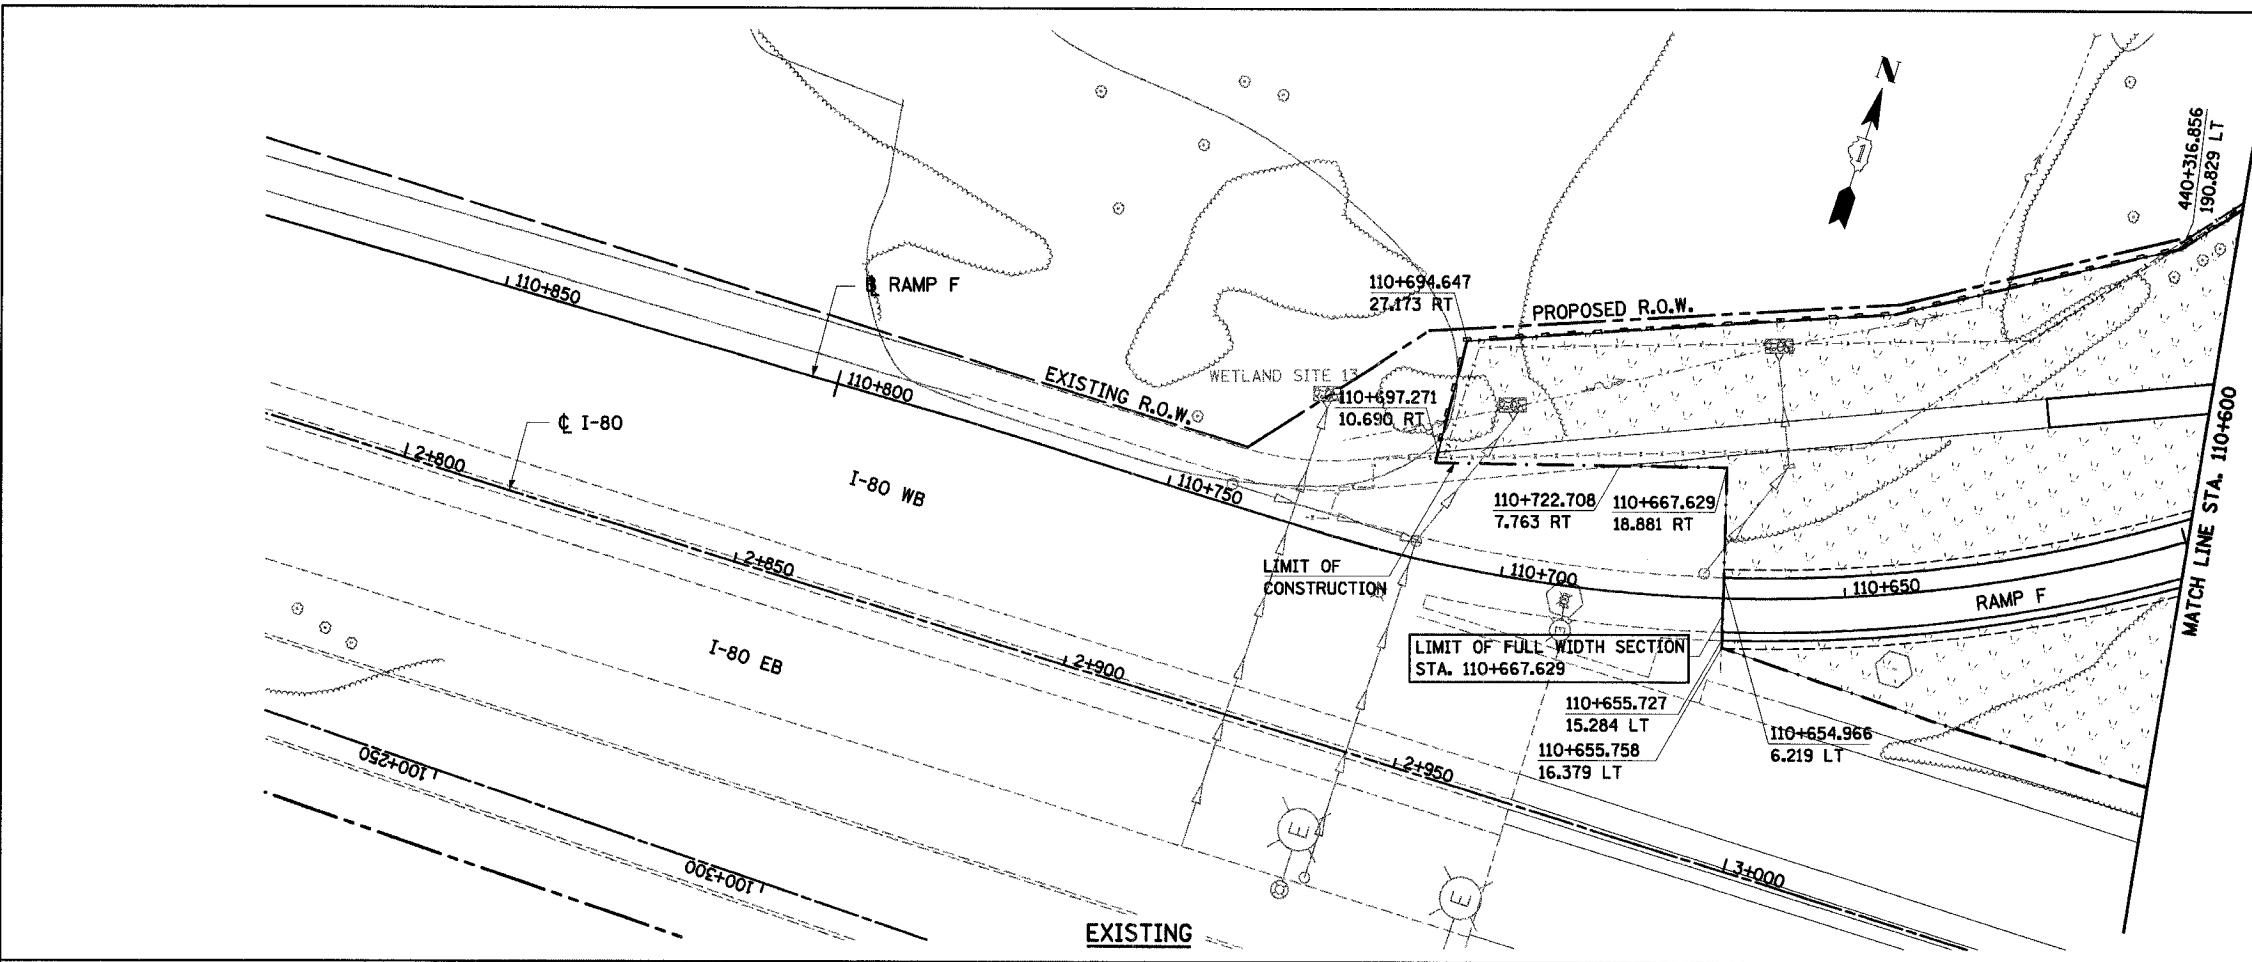 N
1
440+316.856
190.829 LT
110+694.647
27.173 RT
PROPOSED R.O.W.
110+850
℄ RAMP F
110+800
EXISTING R.O.W.
WETLAND SITE 13
110+697.271
10.690 RT
℄ I-80
2+800
I-80 WB
110+750
110+722.708
7.763 RT
110+667.629
18.881 RT
MATCH LINE STA. 110+600
2+850
LIMIT OF
CONSTRUCTION
110+700
110+650
RAMP F
E
LIMIT OF FULL WIDTH SECTION
STA. 110+667.629
I-80 EB
2+900
110+655.727
15.284 LT
110+655.758
16.379 LT
110+654.966
6.219 LT
100+250
2+950
E
E
100+300
3+000
EXISTING